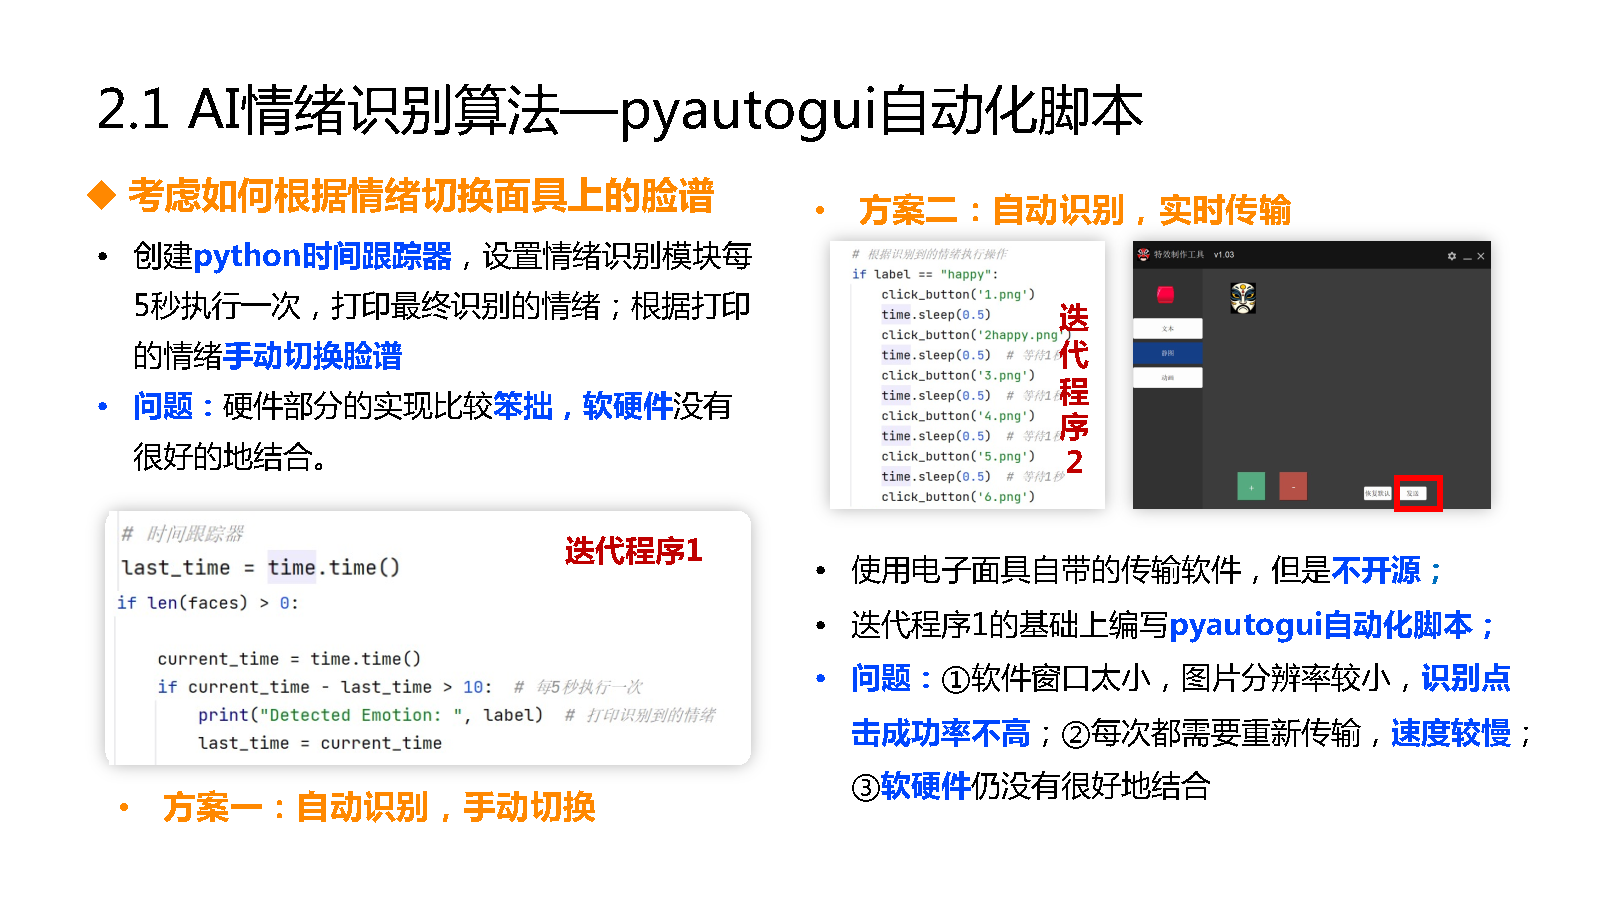 2.1 AI情绪识别算法—pyautogui自动化脚本
◆ 考虑如何根据情绪切换面具上的脸谱
• 创建python时间跟踪器，设置情绪识别模块每
5秒执行一次，打印最终识别的情绪；根据打印
的情绪手动切换脸谱
• 问题：硬件部分的实现比较笨拙，软硬件没有
很好的地结合。
# 时间跟踪器
last_time = time.time()
迭代程序1
if len(faces) > 0:
current_time = time.time()
if current_time - last_time > 10: # 每5秒执行一次
print("Detected Emotion: ", label) # 打印识别到的情绪
last_time = current_time
• 方案一：自动识别，手动切换
• 方案二：自动识别，实时传输
# 根据识别到的情绪执行操作
if label == "happy":
click_button('1.png')
time.sleep(0.5)
click_button('2happy.png')
time.sleep(0.5) # 等待1秒
click_button('3.png')
time.sleep(0.5) # 等待1秒
click_button('4.png')
time.sleep(0.5) # 等待1秒
click_button('5.png')
time.sleep(0.5) # 等待1秒
click_button('6.png')
迭
代
程
序
2
特效制作工具 v1.03
文本
静图
动画
+ -
恢复默认 发送
• 使用电子面具自带的传输软件，但是不开源；
• 迭代程序1的基础上编写pyautogui自动化脚本；
• 问题：①软件窗口太小，图片分辨率较小，识别点
击成功率不高；②每次都需要重新传输，速度较慢；
③软硬件仍没有很好地结合